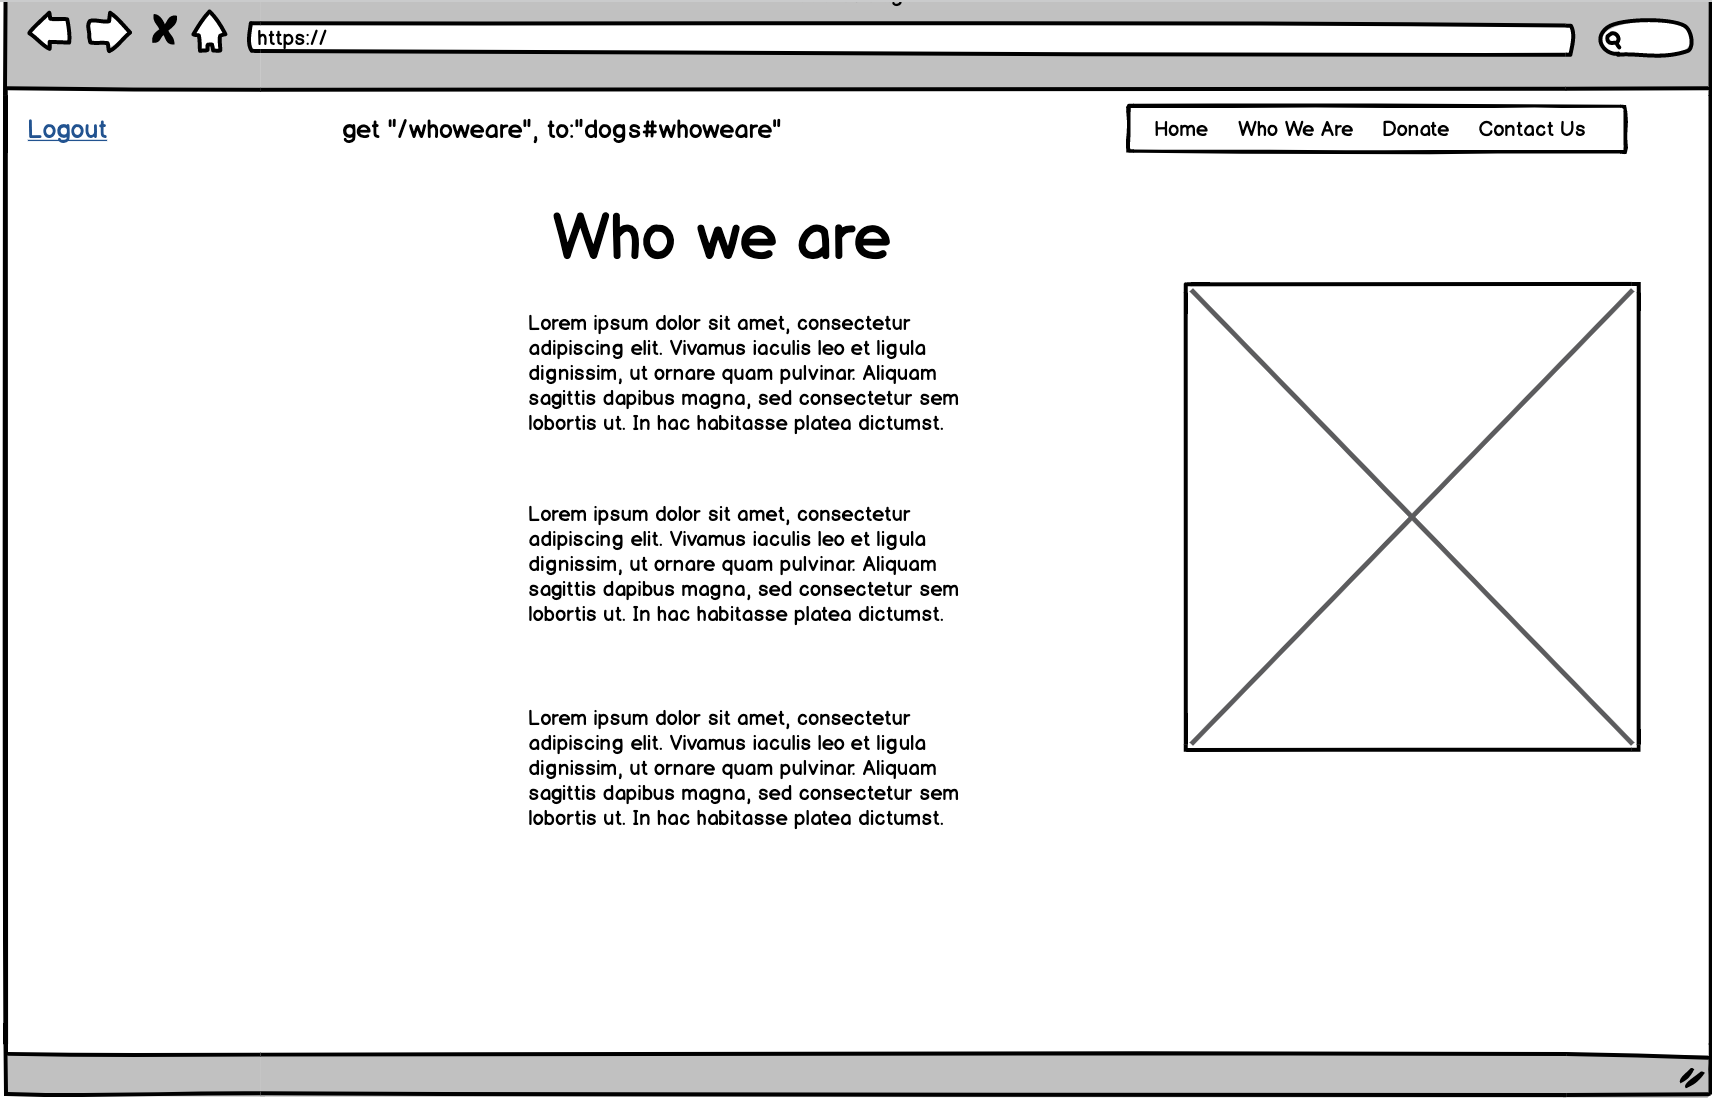 https://
Logout
get "/whoweare", to:"dogs#whoweare"
Home Who We Are Donate Contact Us
Who we are
Lorem ipsum dolor sit amet, consectetur
adipiscing elit. Vivamus iaculis leo et ligula
dignissim, ut ornare quam pulvinar. Aliquam
sagittis dapibus magna, sed consectetur sem
lobortis ut. In hac habitasse platea dictumst.
Lorem ipsum dolor sit amet, consectetur
adipiscing elit. Vivamus iaculis leo et ligula
dignissim, ut ornare quam pulvinar. Aliquam
sagittis dapibus magna, sed consectetur sem
lobortis ut. In hac habitasse platea dictumst.
Lorem ipsum dolor sit amet, consectetur
adipiscing elit. Vivamus iaculis leo et ligula
dignissim, ut ornare quam pulvinar. Aliquam
sagittis dapibus magna, sed consectetur sem
lobortis ut. In hac habitasse platea dictumst.